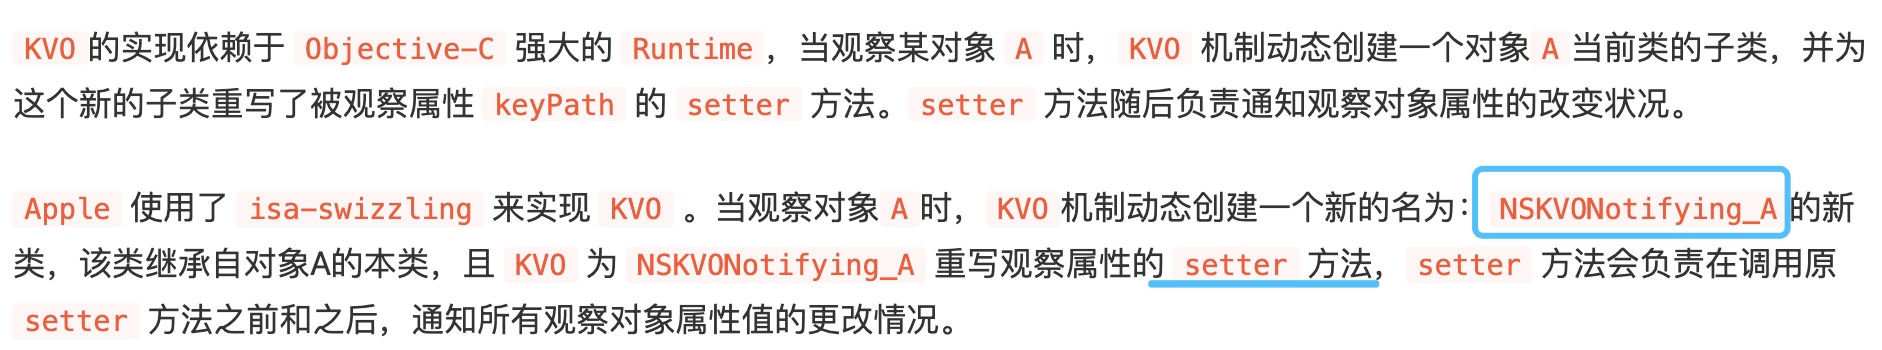 KVO 的实现依赖于 Objective-C 强大的 Runtime ，当观察某对象 A 时， KVO 机制动态创建一个对象 A 当前类的子类，并为
这个新的子类重写了被观察属性 keyPath 的 setter 方法。 setter 方法随后负责通知观察对象属性的改变状况。
Apple 使用了 isa-swizzling 来实现 KVO 。当观察对象 A 时， KVO 机制动态创建一个新的名为： NSKVONotifying_A 的新
类，该类继承自对象A的本类，且 KVO 为 NSKVONotifying_A 重写观察属性的 setter 方法， setter 方法会负责在调用原
setter 方法之前和之后，通知所有观察对象属性值的更改情况。